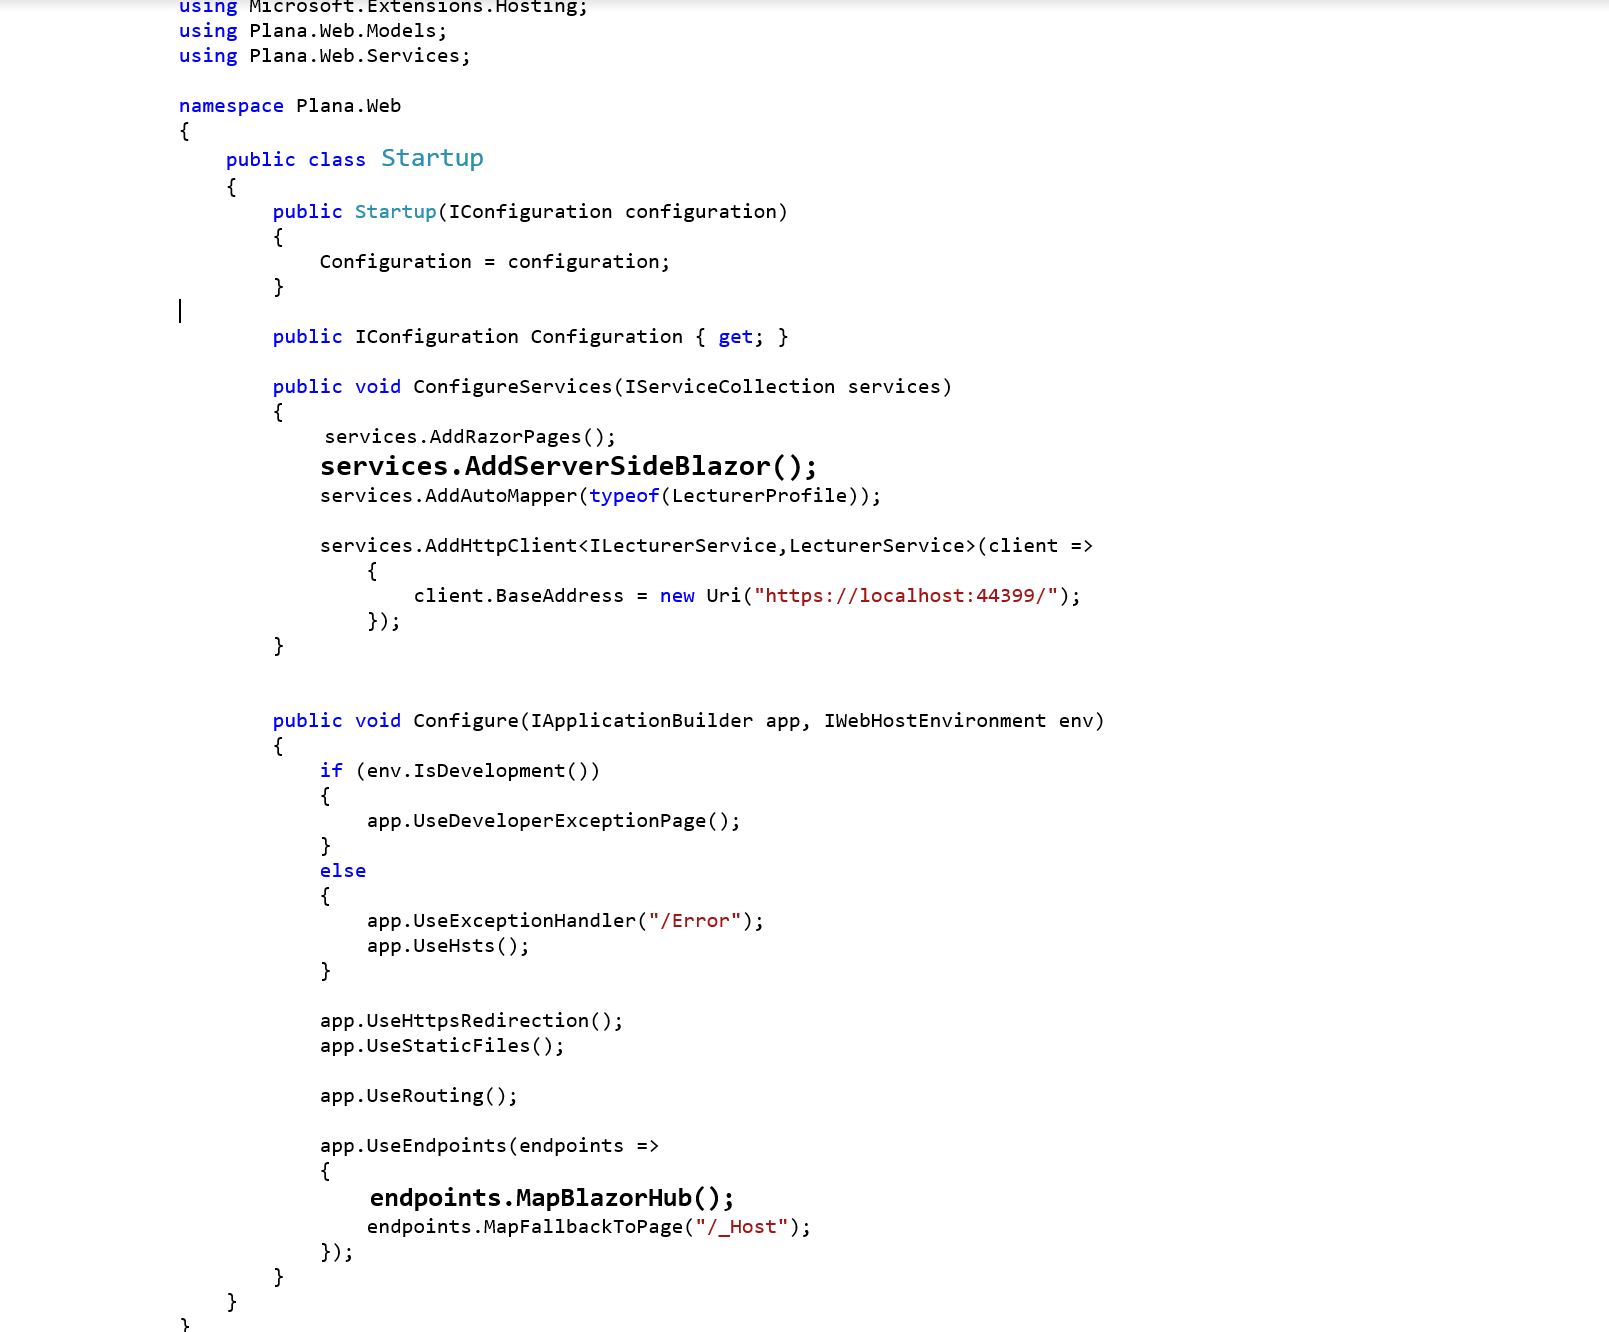 using Microsoft.Extensions.Hosting;
using Plana.Web.Models;
using Plana.Web.Services;
namespace Plana.Web
{
public class Startup
{
public Startup(IConfiguration configuration)
{
Configuration = configuration;
}
public IConfiguration Configuration { get; }
public void ConfigureServices(IServiceCollection services)
{
services.AddRazorPages();
services.AddServerSideBlazor();
services.AddAutoMapper(typeof(LecturerProfile));
services.AddHttpClient<ILecturerService,LecturerService>(client =>
{
client.BaseAddress = new Uri("https://localhost:44399/");
});
}
public void Configure(IApplicationBuilder app, IWebHostEnvironment env)
{
if (env.IsDevelopment())
{
app.UseDeveloperExceptionPage();
}
else
{
app.UseExceptionHandler("/Error");
app.UseHsts();
}
app.UseHttpsRedirection();
app.UseStaticFiles();
app.UseRouting();
app.UseEndpoints(endpoints =>
{
endpoints.MapBlazorHub();
endpoints.MapFallbackToPage("/_Host");
});
}
}
}